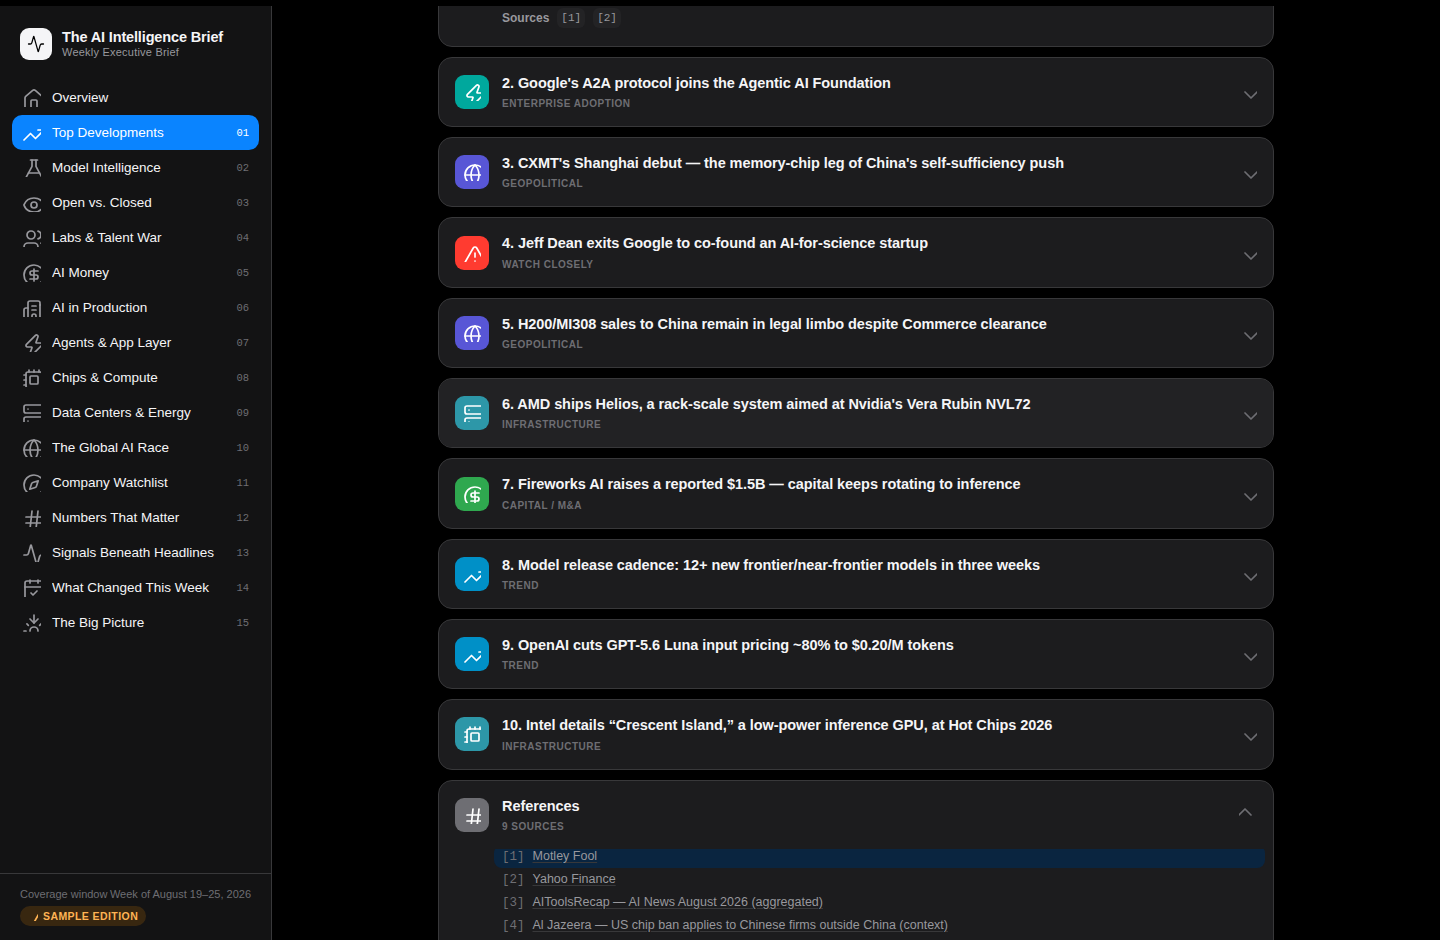 The AI Intelligence Brief
Weekly Executive Brief
Overview
Top Developments 01
Model Intelligence 02
Open vs. Closed 03
Labs & Talent War 04
AI Money 05
AI in Production 06
Agents & App Layer 07
Chips & Compute 08
Data Centers & Energy 09
The Global AI Race 10
Company Watchlist 11
Numbers That Matter 12
Signals Beneath Headlines 13
What Changed This Week 14
The Big Picture 15
Coverage window Week of August 19–25, 2026
SAMPLE EDITION
Sources [1] [2]
2. Google's A2A protocol joins the Agentic AI Foundation
ENTERPRISE ADOPTION
3. CXMT's Shanghai debut — the memory-chip leg of China's self-sufficiency push
GEOPOLITICAL
4. Jeff Dean exits Google to co-found an AI-for-science startup
WATCH CLOSELY
5. H200/MI308 sales to China remain in legal limbo despite Commerce clearance
GEOPOLITICAL
6. AMD ships Helios, a rack-scale system aimed at Nvidia's Vera Rubin NVL72
INFRASTRUCTURE
7. Fireworks AI raises a reported $1.5B — capital keeps rotating to inference
CAPITAL / M&A
8. Model release cadence: 12+ new frontier/near-frontier models in three weeks
TREND
9. OpenAI cuts GPT-5.6 Luna input pricing ~80% to $0.20/M tokens
TREND
10. Intel details “Crescent Island,” a low-power inference GPU, at Hot Chips 2026
INFRASTRUCTURE
References
9 SOURCES
[1] Motley Fool
[2] Yahoo Finance
[3] AIToolsRecap — AI News August 2026 (aggregated)
[4] Al Jazeera — US chip ban applies to Chinese firms outside China (context)